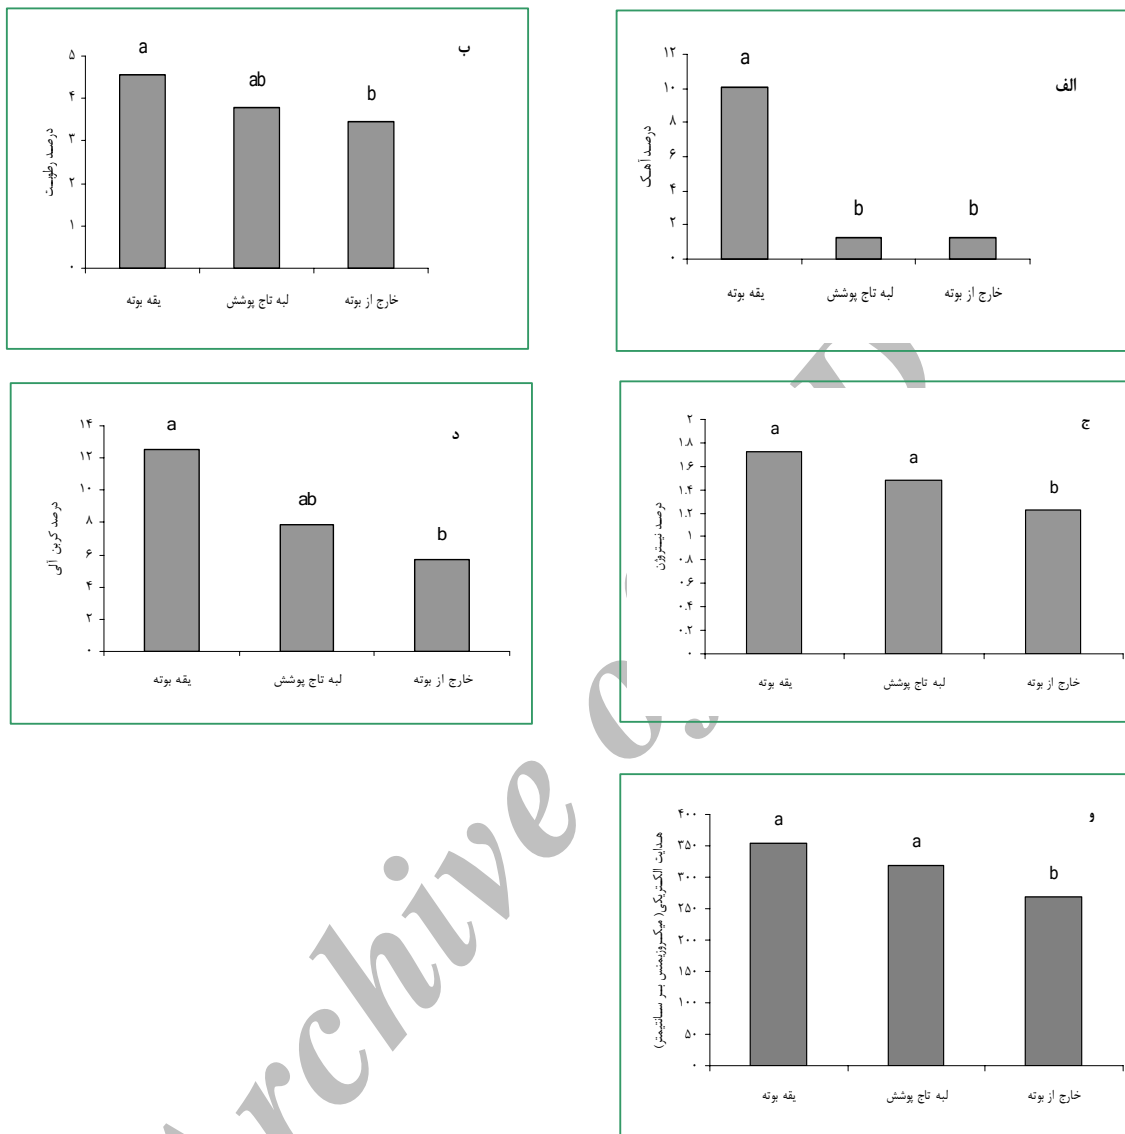 الف
درصد آهک
۱۲
۱۰
۸
۶
۴
۲
۰
a
b
b
یقه بوته
لبه تاج پوشش
خارج از بوته
ب
درصد رطوبت
۵
۴
۳
۲
۱
۰
a
ab
b
یقه بوته
لبه تاج پوشش
خارج از بوته
ج
درصد نیتروژن
۲
۱.۸
۱.۶
۱.۴
۱.۲
۱
۰.۸
۰.۶
۰.۴
۰.۲
۰
a
a
b
یقه بوته
لبه تاج پوشش
خارج از بوته
د
درصد کربن آلی
۱۴
۱۲
۱۰
۸
۶
۴
۲
۰
a
ab
b
یقه بوته
لبه تاج پوشش
خارج از بوته
و
هدایت الکتریکی( میکروزیمنس بر سانتیمتر)
۴۰۰
۳۵۰
۳۰۰
۲۵۰
۲۰۰
۱۵۰
۱۰۰
۵۰
۰
a
a
b
یقه بوته
لبه تاج پوشش
خارج از بوته
Archive